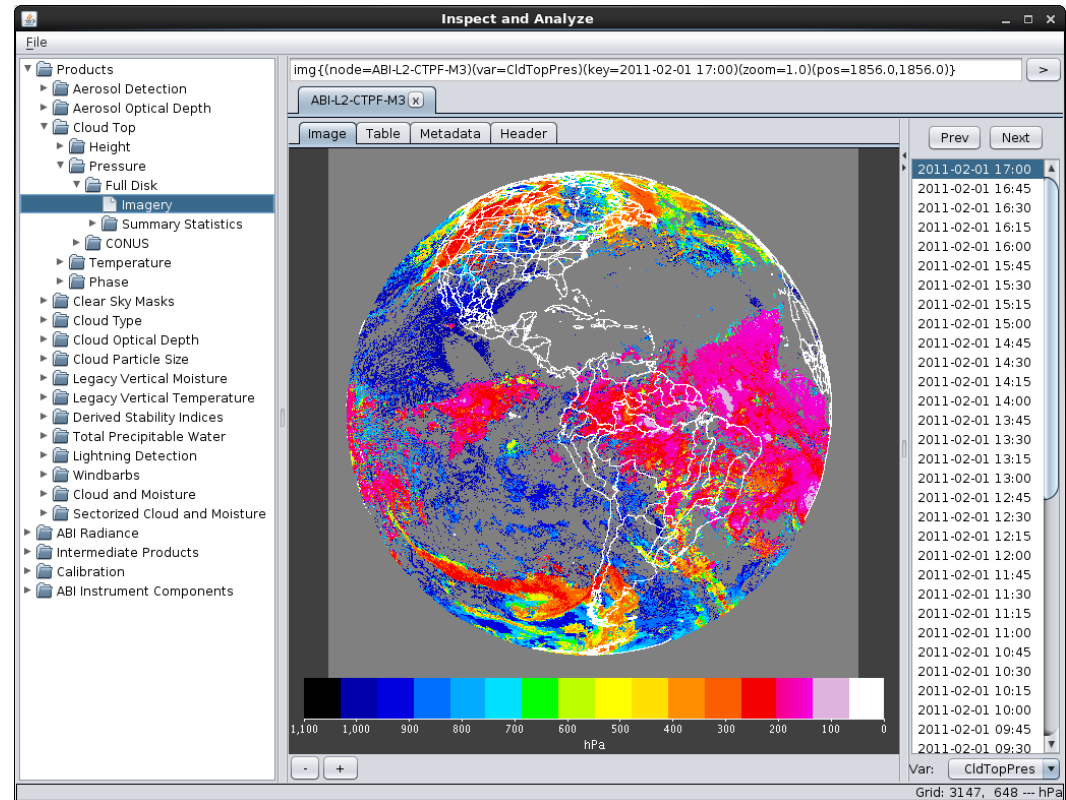 Inspect and Analyze
File
Products
Aerosol Detection
Aerosol Optical Depth
Cloud Top
Height
Pressure
Full Disk
Imagery
Summary Statistics
CONUS
Temperature
Phase
Clear Sky Masks
Cloud Type
Cloud Optical Depth
Cloud Particle Size
Legacy Vertical Moisture
Legacy Vertical Temperature
Derived Stability Indices
Total Precipitable Water
Lightning Detection
Windbarbs
Cloud and Moisture
Sectorized Cloud and Moisture
ABI Radiance
Intermediate Products
Calibration
ABI Instrument Components
img{(node=ABI-L2-CTPF-M3)(var=CldTopPres)(key=2011-02-01 17:00)(zoom=1.0)(pos=1856.0,1856.0)} >
ABI-L2-CTPF-M3 x
Image Table Metadata Header
1,100 1,000 900 800 700 600 500 400 300 200 100 0
hPa
- +
Prev Next
2011-02-01 17:00
2011-02-01 16:45
2011-02-01 16:30
2011-02-01 16:15
2011-02-01 16:00
2011-02-01 15:45
2011-02-01 15:30
2011-02-01 15:15
2011-02-01 15:00
2011-02-01 14:45
2011-02-01 14:30
2011-02-01 14:15
2011-02-01 14:00
2011-02-01 13:45
2011-02-01 13:30
2011-02-01 13:15
2011-02-01 13:00
2011-02-01 12:45
2011-02-01 12:30
2011-02-01 12:15
2011-02-01 12:00
2011-02-01 11:45
2011-02-01 11:30
2011-02-01 11:15
2011-02-01 11:00
2011-02-01 10:45
2011-02-01 10:30
2011-02-01 10:15
2011-02-01 10:00
2011-02-01 09:45
2011-02-01 09:30
Var: CldTopPres
Grid: 3147, 648 --- hPa